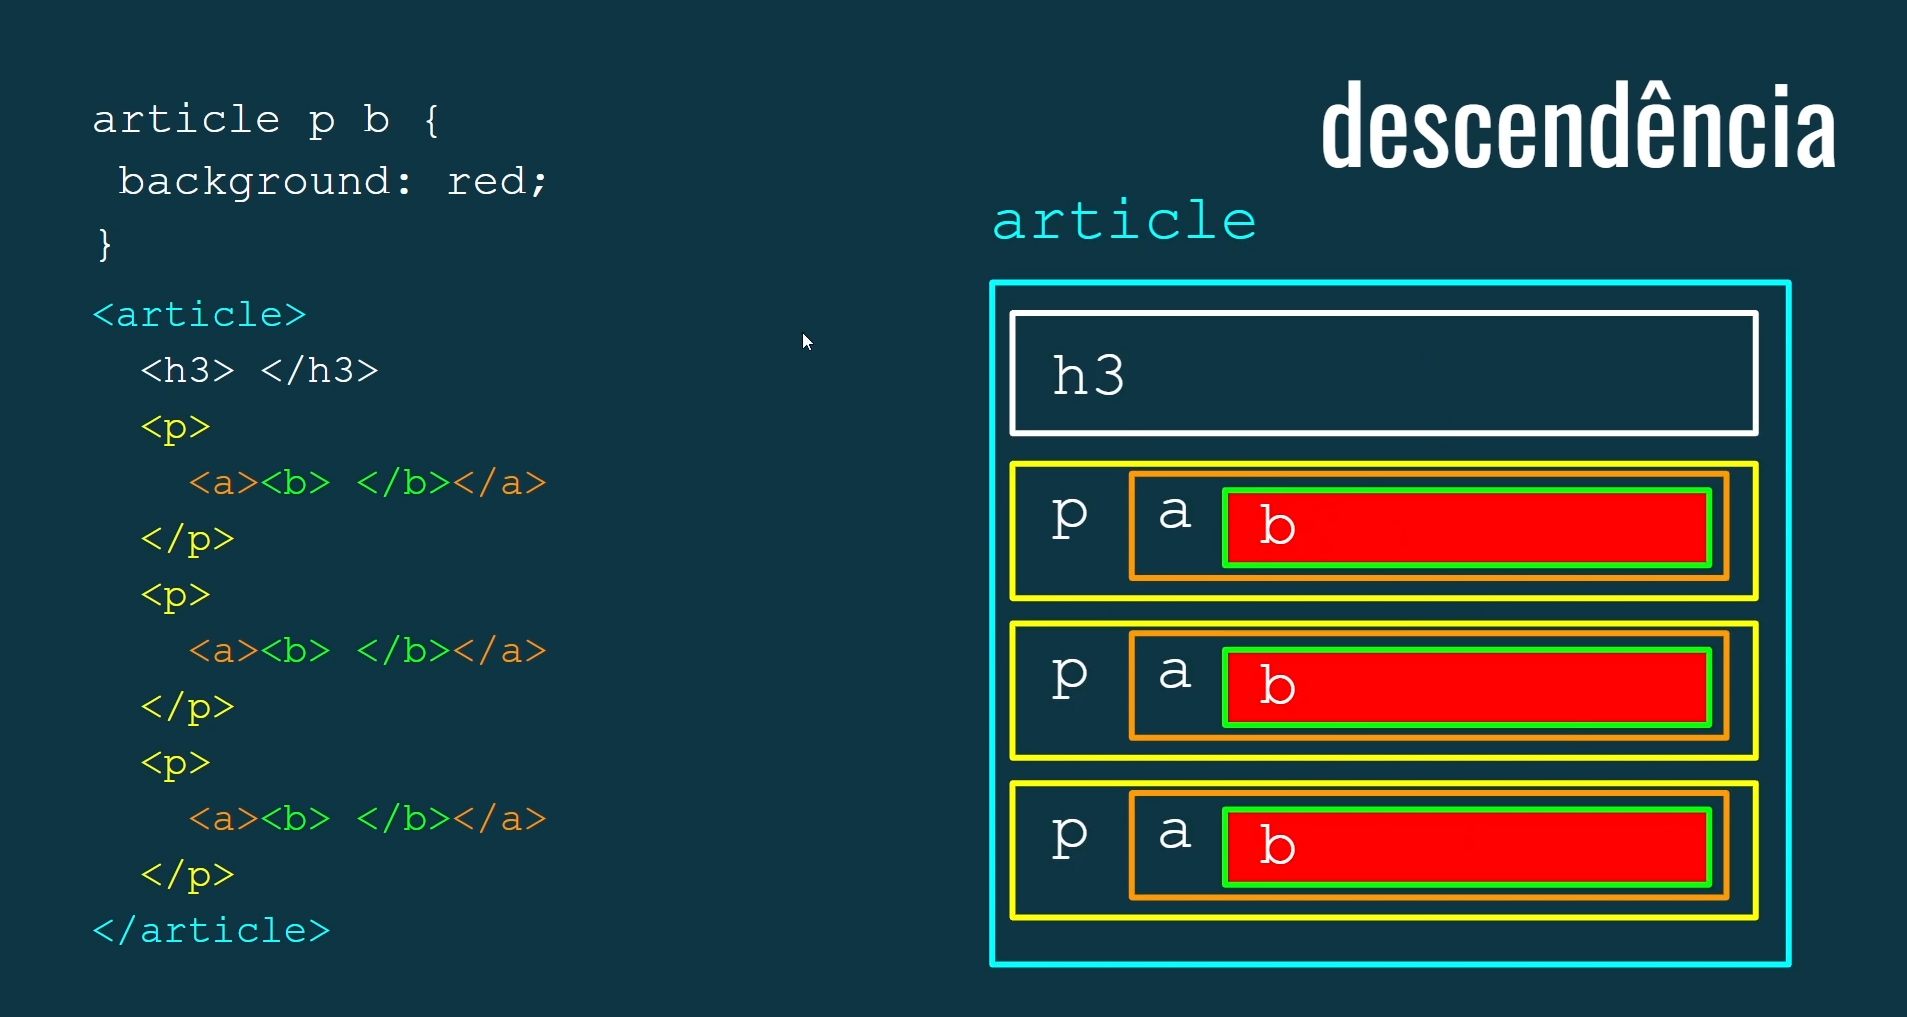 descendência
article p b {
background: red;
}
<article>
<h3> </h3>
<p>
<a><b> </b></a>
</p>
<p>
<a><b> </b></a>
</p>
<p>
<a><b> </b></a>
</p>
</article>
article
h3
p a b
p a b
p a b